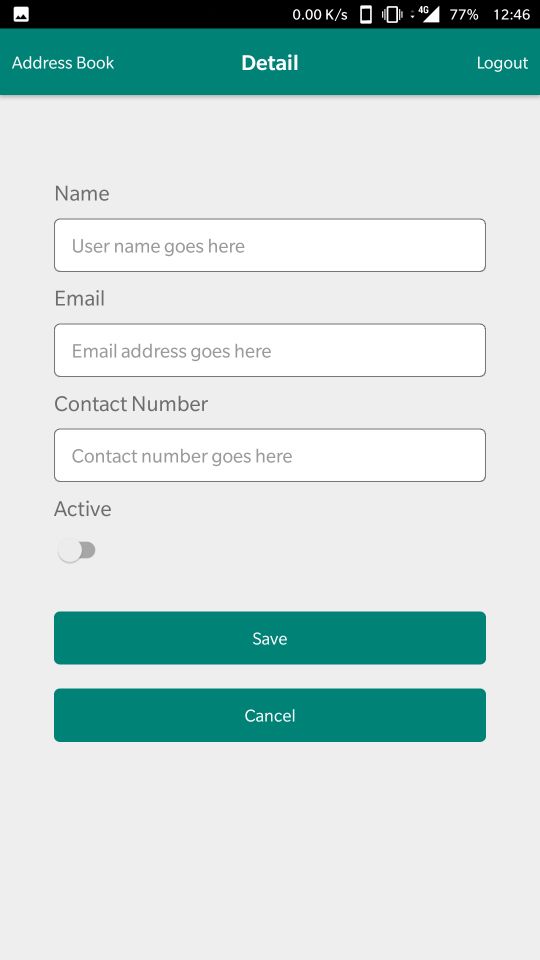 0.00 K/s 4G 77% 12:46
Address Book Detail Logout
Name
User name goes here
Email
Email address goes here
Contact Number
Contact number goes here
Active
Save
Cancel